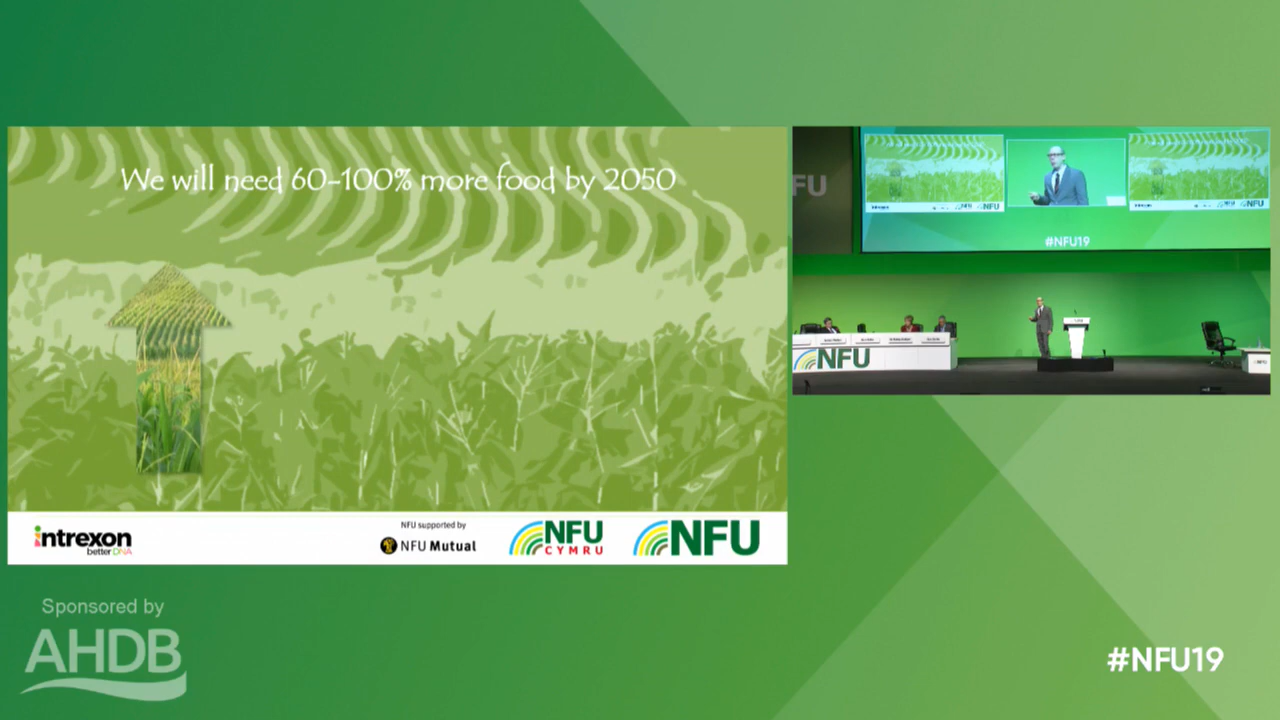 We will need 60-100% more food by 2050
intrexon
better DNA
NFU supported by
NFU Mutual
NFU
CYMRU
NFU
FU
#NFU19
NFU
Sponsored by
AHDB
#NFU19